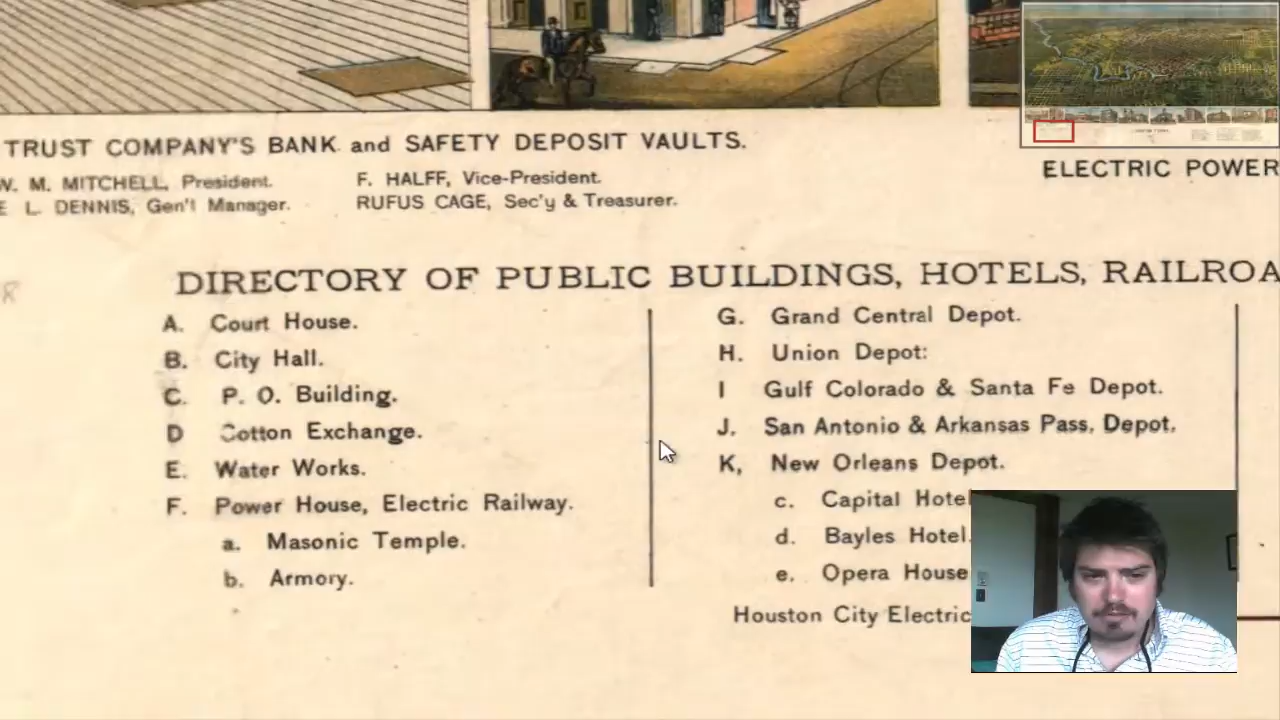 TRUST COMPANY'S BANK and SAFETY DEPOSIT VAULTS.
W. M. MITCHELL, President.
F. HALFF, Vice-President.
E L. DENNIS, Gen'l Manager.
RUFUS CAGE, Sec'y & Treasurer.
ELECTRIC POWER
DIRECTORY OF PUBLIC BUILDINGS, HOTELS, RAILROA
A. Court House.
B. City Hall.
C. P. O. Building.
D Cotton Exchange.
E. Water Works.
F. Power House, Electric Railway.
a. Masonic Temple.
b. Armory.
G. Grand Central Depot.
H. Union Depot:
I Gulf Colorado & Santa Fe Depot.
J. San Antonio & Arkansas Pass, Depot.
K, New Orleans Depot.
c. Capital Hotel
d. Bayles Hotel.
e. Opera House
Houston City Electric